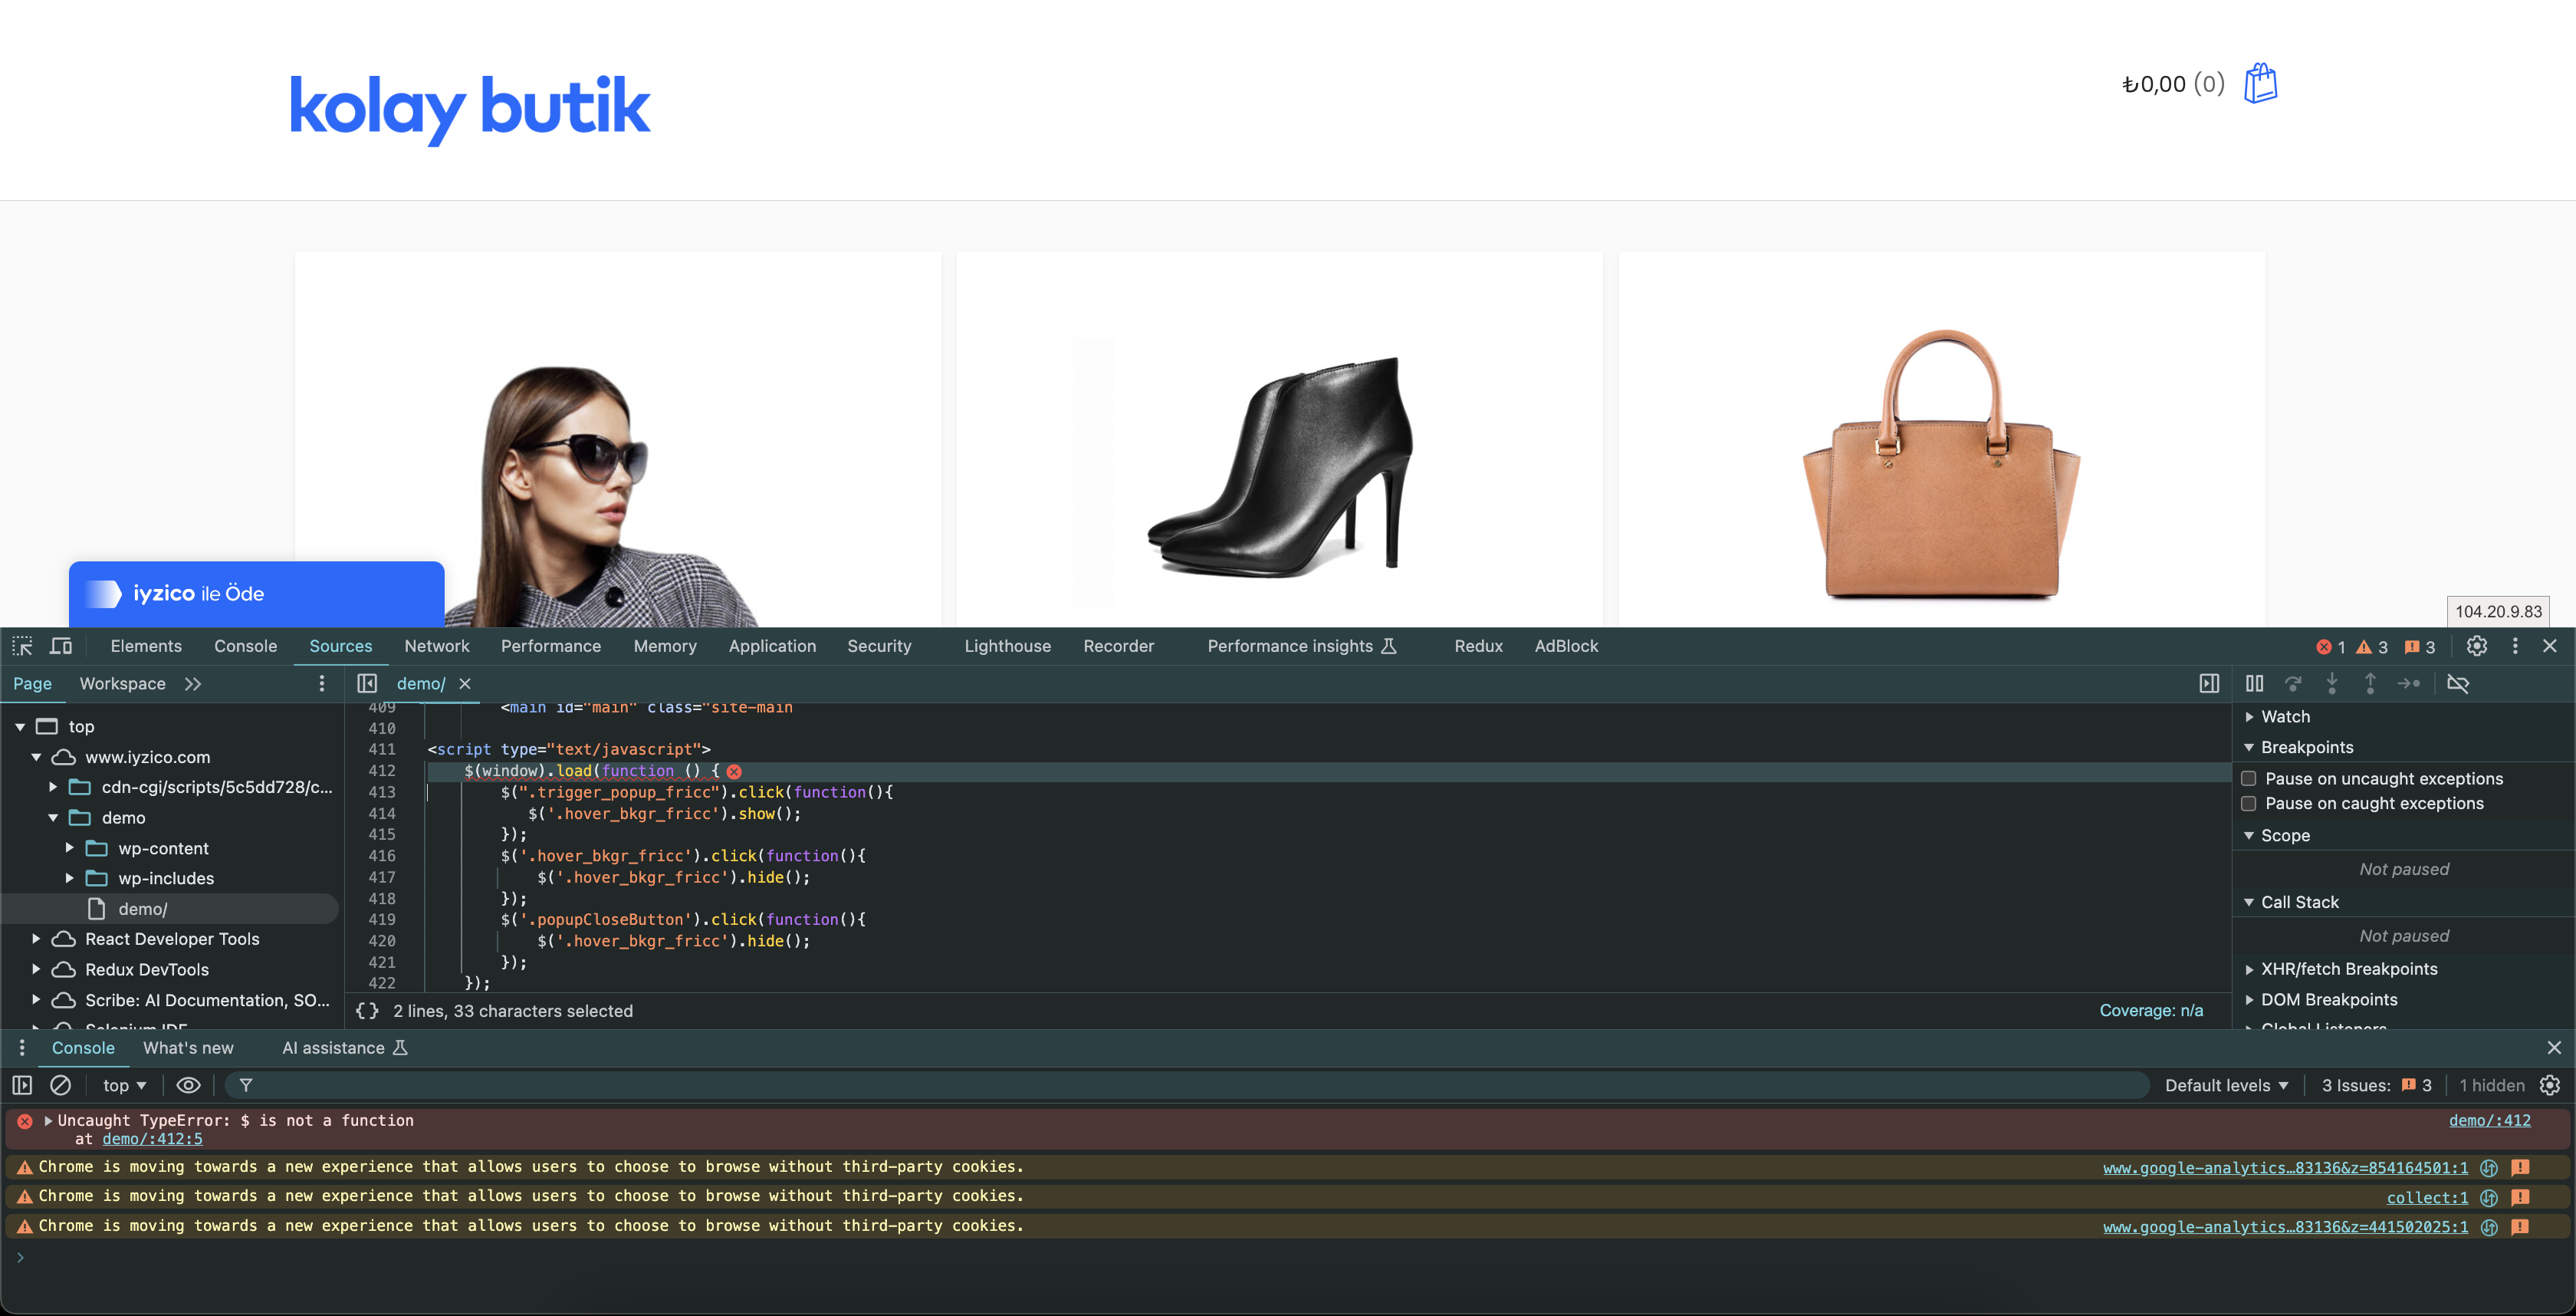 kolay butik
₺0,00 (0)
iyzico ile Öde
104.20.9.83
Elements Console Sources Network Performance Memory Application Security Lighthouse Recorder Performance insights Redux AdBlock 1 3 3
Page Workspace
demo/
top
www.iyzico.com
cdn-cgi/scripts/5c5dd728/c...
demo
wp-content
wp-includes
demo/
React Developer Tools
Redux DevTools
Scribe: AI Documentation, SO...
Selenium IDE
409 <main id="main" class="site-main
410
411 <script type="text/javascript">
412 $(window).load(function () {
413 $(".trigger_popup_fricc").click(function(){
414 $('.hover_bkgr_fricc').show();
415 });
416 $('.hover_bkgr_fricc').click(function(){
417 $('.hover_bkgr_fricc').hide();
418 });
419 $('.popupCloseButton').click(function(){
420 $('.hover_bkgr_fricc').hide();
421 });
422 });
{} 2 lines, 33 characters selected Coverage: n/a
Watch
Breakpoints
Pause on uncaught exceptions
Pause on caught exceptions
Scope
Not paused
Call Stack
Not paused
XHR/fetch Breakpoints
DOM Breakpoints
Global Listeners
Console What's new AI assistance
top Default levels 3 Issues: 3 1 hidden
Uncaught TypeError: $ is not a function demo/:412
at demo/:412:5
Chrome is moving towards a new experience that allows users to choose to browse without third-party cookies. www.google-analytics…83136&z=854164501:1
Chrome is moving towards a new experience that allows users to choose to browse without third-party cookies. collect:1
Chrome is moving towards a new experience that allows users to choose to browse without third-party cookies. www.google-analytics…83136&z=441502025:1